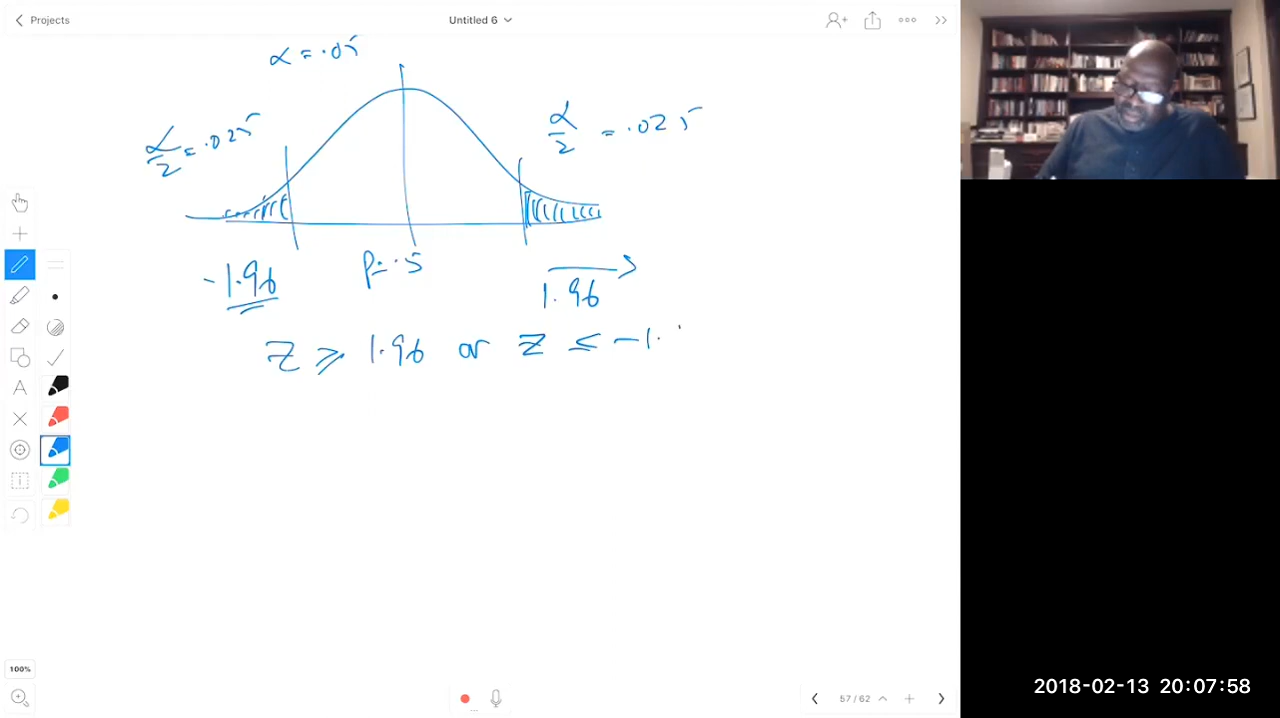 Projects
Untitled 6
α = .05
α/2 = .025
α/2 = .025
-1.96
p = .5
1.96
z ≥ 1.96 or z ≤ -1.
A
100%
57 / 62
2018-02-13 20:07:58